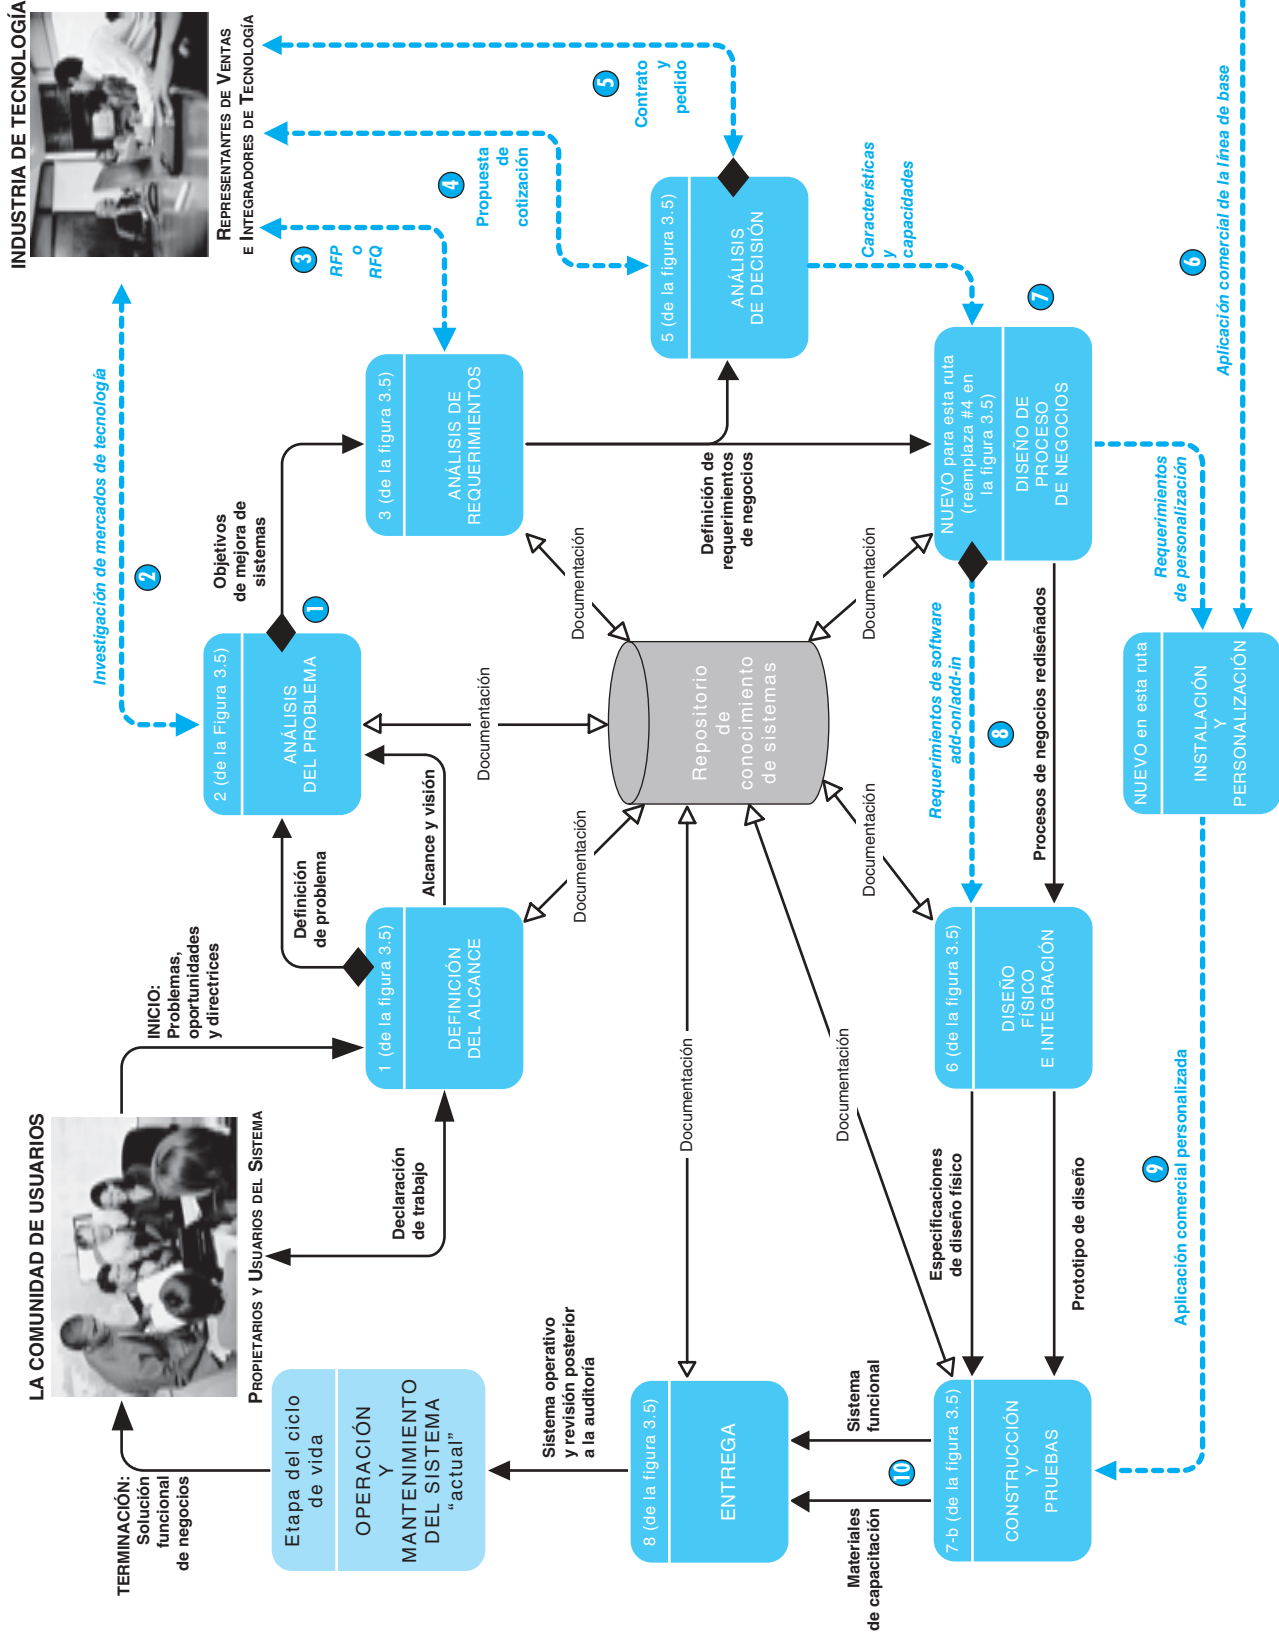 LA COMUNIDAD DE USUARIOS
PROPIETARIOS Y USUARIOS DEL SISTEMA
INDUSTRIA DE TECNOLOGÍA
REPRESENTANTES DE VENTAS
E INTEGRADORES DE TECNOLOGÍA
TERMINACIÓN:
Solución
funcional
de negocios
INICIO:
Problemas,
oportunidades
y directrices
Investigación de mercados de tecnología
2
Etapa del ciclo
de vida
OPERACIÓN
Y
MANTENIMIENTO
DEL SISTEMA
“actual”
Declaración
de trabajo
1 (de la figura 3.5)
DEFINICIÓN
DEL ALCANCE
Definición
de problema
Alcance y visión
2 (de la Figura 3.5)
ANÁLISIS
DEL PROBLEMA
1
Objetivos
de mejora de
sistemas
3 (de la figura 3.5)
ANÁLISIS DE
REQUERIMIENTOS
3
RFP
o
RFQ
4
Propuesta
de
cotización
5
Contrato
y
pedido
Sistema operativo
y revisión posterior
a la auditoría
Documentación
Documentación
Documentación
8 (de la figura 3.5)
ENTREGA
Documentación
Repositorio
de
conocimiento
de sistemas
Definición de
requerimientos
de negocios
5 (de la figura 3.5)
ANÁLISIS
DE DECISIÓN
Materiales
de capacitación
10
Sistema
funcional
Documentación
Documentación
Documentación
Características
y
capacidades
7-b (de la figura 3.5)
CONSTRUCCIÓN
Y
PRUEBAS
Especificaciones
de diseño físico
Prototipo de diseño
6 (de la figura 3.5)
DISEÑO
FÍSICO
E INTEGRACIÓN
Requerimientos de software
add-on/add-in
8
Procesos de negocios rediseñados
NUEVO para esta ruta
(reemplaza #4 en
la figura 3.5)
DISEÑO DE
PROCESO
DE NEGOCIOS
7
9
Aplicación comercial personalizada
NUEVO en esta ruta
INSTALACIÓN
Y
PERSONALIZACIÓN
Requerimientos
de personalización
6
Aplicación comercial de la línea de base